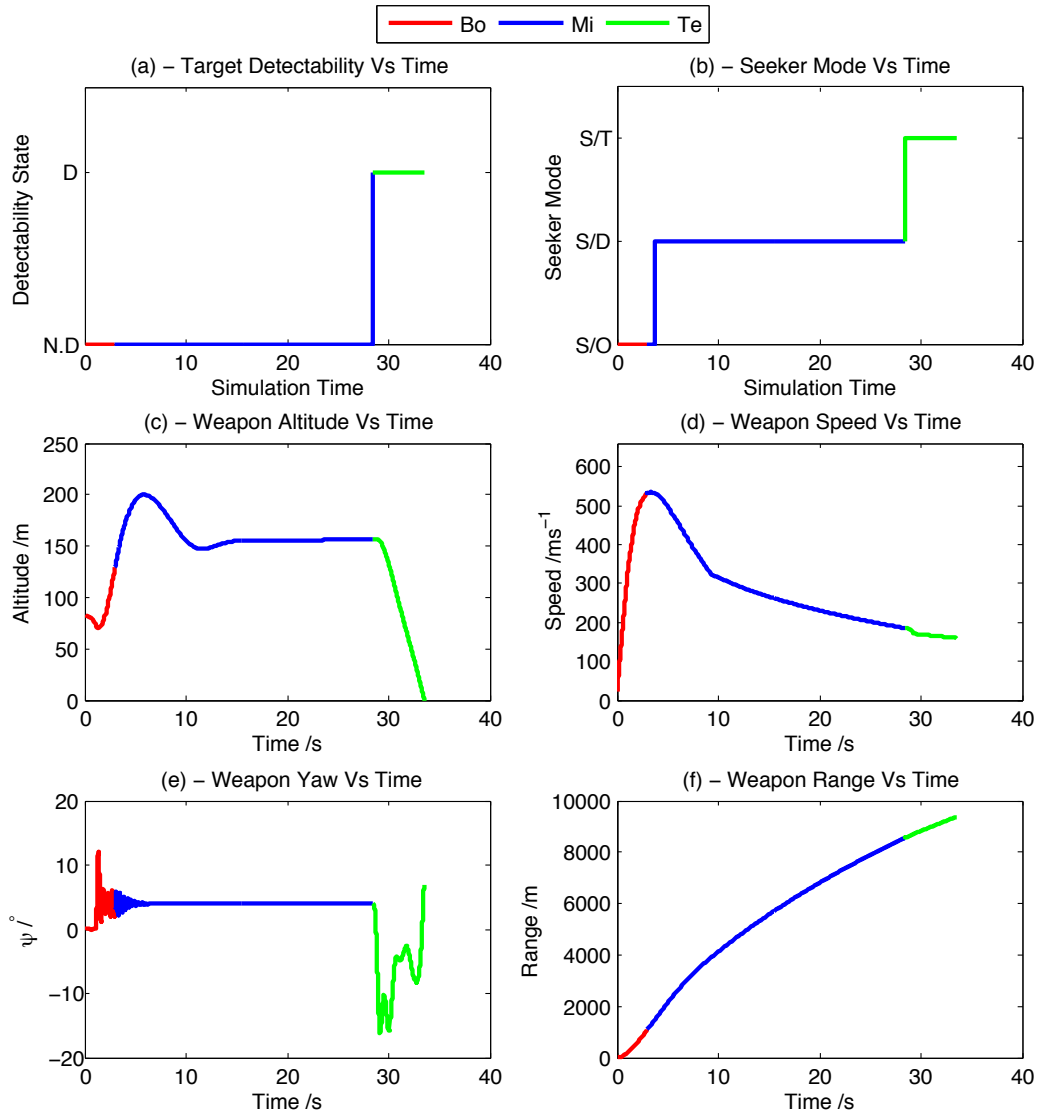 Bo Mi Te
(a) – Target Detectability Vs Time
Detectability State
D
N.D
0 10 20 30 40
Simulation Time
(b) – Seeker Mode Vs Time
Seeker Mode
S/T
S/D
S/O
0 10 20 30 40
Simulation Time
(c) – Weapon Altitude Vs Time
Altitude /m
250
200
150
100
50
0
0 10 20 30 40
Time /s
(d) – Weapon Speed Vs Time
Speed /ms⁻¹
600
500
400
300
200
100
0
0 10 20 30 40
Time /s
(e) – Weapon Yaw Vs Time
ψ /°
20
10
0
−10
−20
0 10 20 30 40
Time /s
(f) – Weapon Range Vs Time
Range /m
10000
8000
6000
4000
2000
0
0 10 20 30 40
Time /s